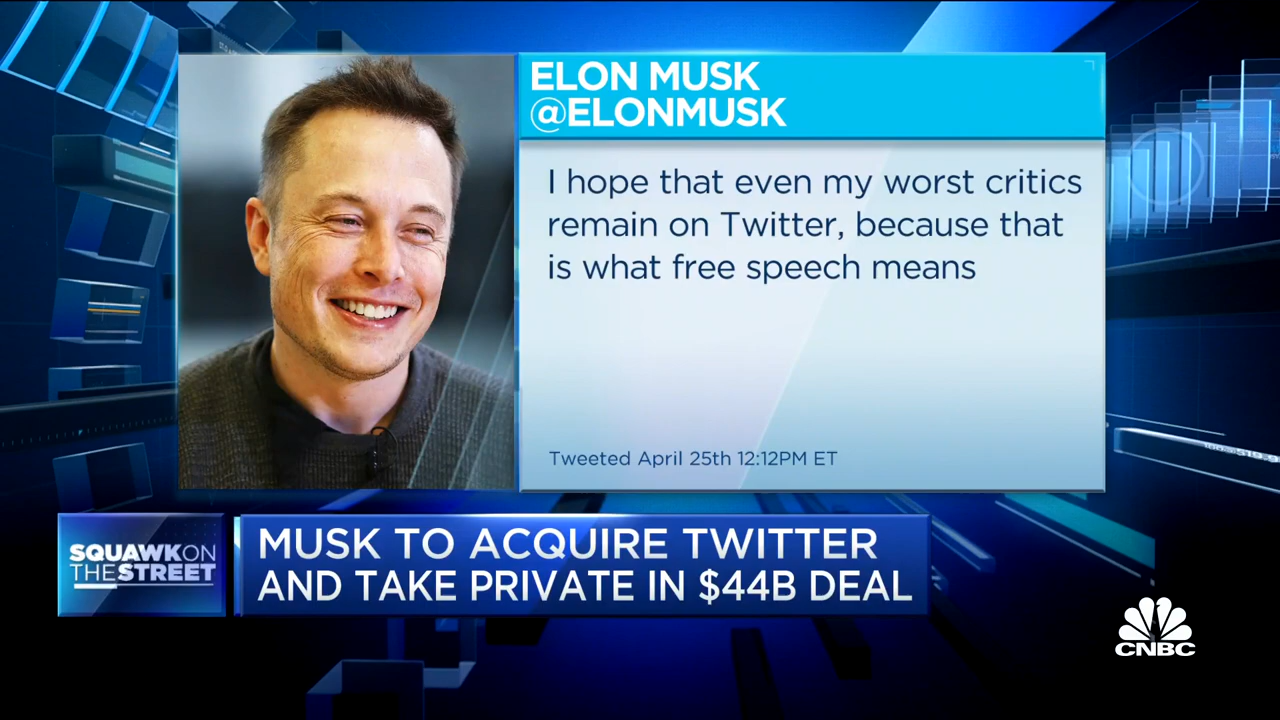 ELON MUSK
@ELONMUSK
I hope that even my worst critics
remain on Twitter, because that
is what free speech means
Tweeted April 25th 12:12PM ET
SQUAWK ON
THE STREET
MUSK TO ACQUIRE TWITTER
AND TAKE PRIVATE IN $44B DEAL
CNBC